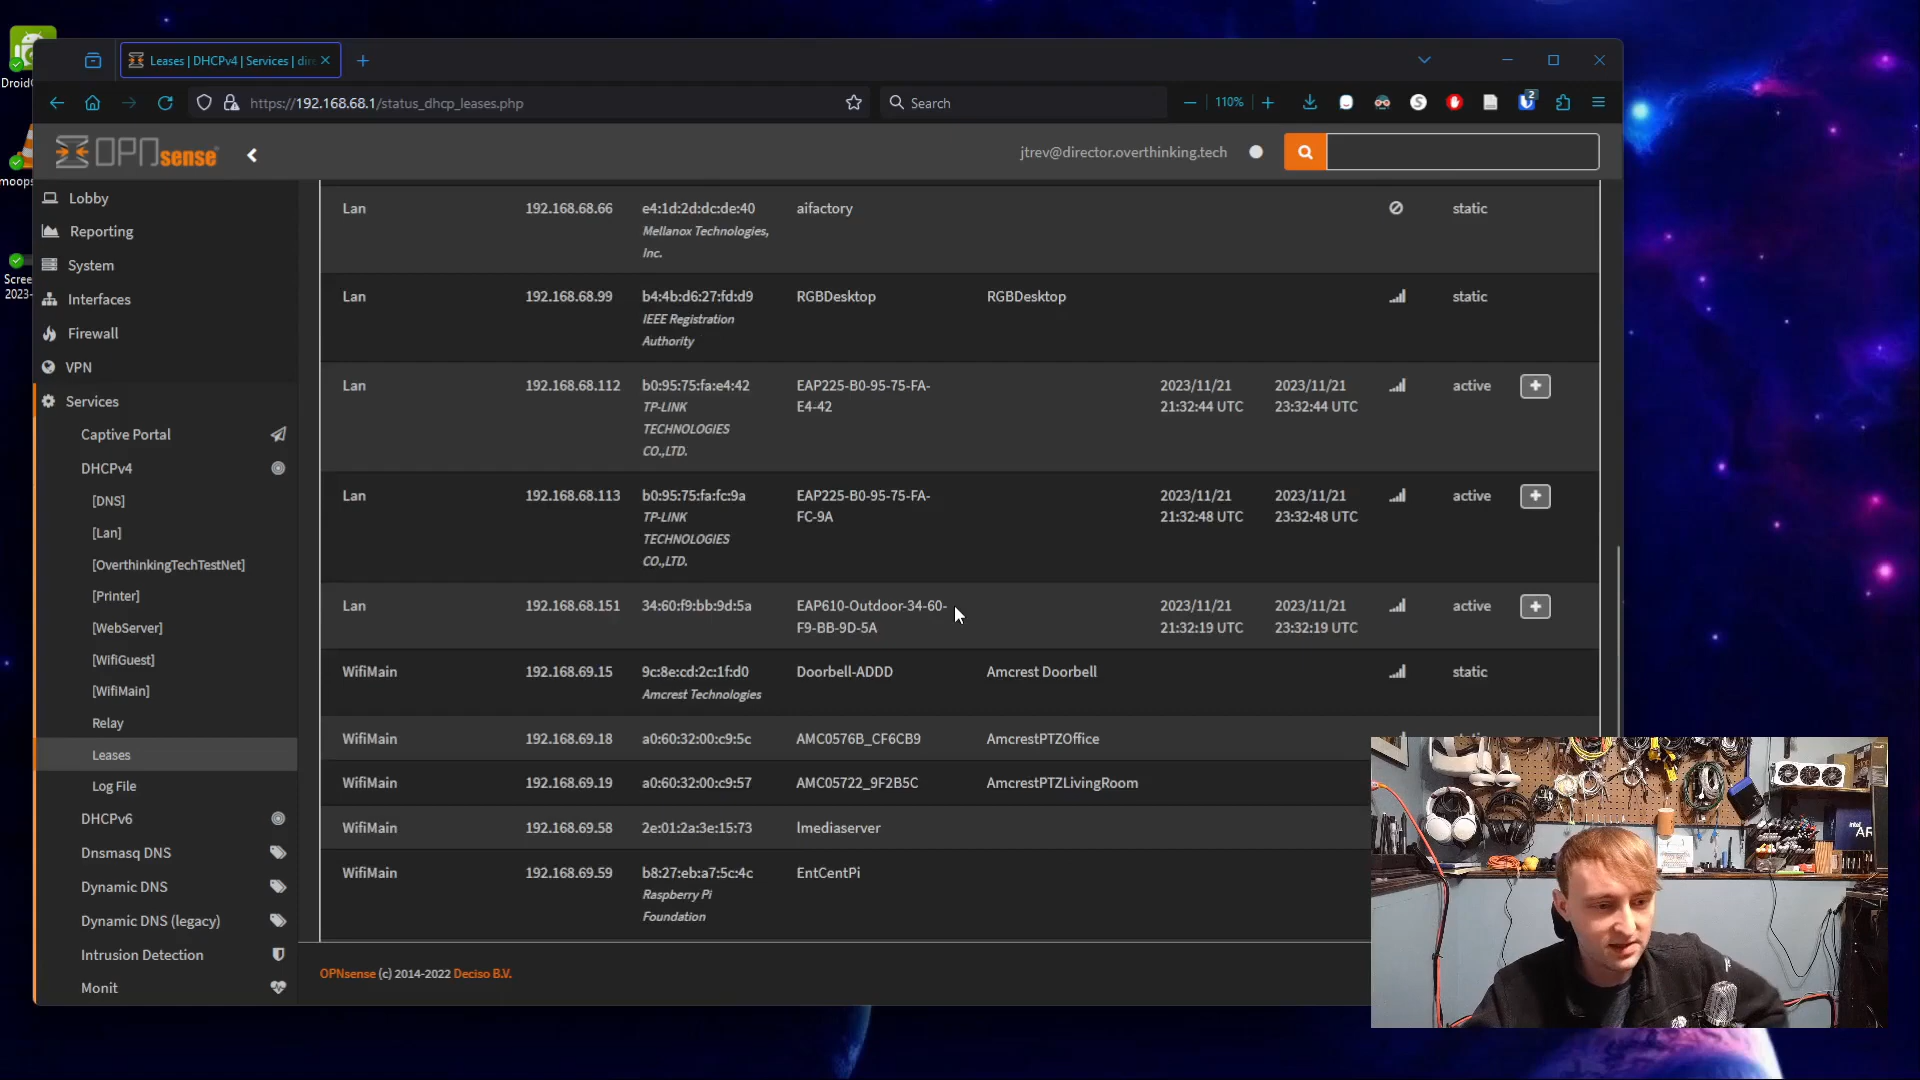 Droid
moops
Scree
2023-
Leases | DHCPv4 | Services | dire
https://192.168.68.1/status_dhcp_leases.php
Search
110%
2
OPNsense
jtrev@director.overthinking.tech
Lobby
Reporting
System
Interfaces
Firewall
VPN
Services
Captive Portal
DHCPv4
[DNS]
[Lan]
[OverthinkingTechTestNet]
[Printer]
[WebServer]
[WifiGuest]
[WifiMain]
Relay
Leases
Log File
DHCPv6
Dnsmasq DNS
Dynamic DNS
Dynamic DNS (legacy)
Intrusion Detection
Monit
Lan 192.168.68.66 e4:1d:2d:dc:de:40 aifactory static
Mellanox Technologies,
Inc.
Lan 192.168.68.99 b4:4b:d6:27:fd:d9 RGBDesktop RGBDesktop static
IEEE Registration
Authority
Lan 192.168.68.112 b0:95:75:fa:e4:42 EAP225-B0-95-75-FA- 2023/11/21 2023/11/21 active
TP-LINK E4-42 21:32:44 UTC 23:32:44 UTC
TECHNOLOGIES
CO.,LTD.
Lan 192.168.68.113 b0:95:75:fa:fc:9a EAP225-B0-95-75-FA- 2023/11/21 2023/11/21 active
TP-LINK FC-9A 21:32:48 UTC 23:32:48 UTC
TECHNOLOGIES
CO.,LTD.
Lan 192.168.68.151 34:60:f9:bb:9d:5a EAP610-Outdoor-34-60- 2023/11/21 2023/11/21 active
F9-BB-9D-5A 21:32:19 UTC 23:32:19 UTC
WifiMain 192.168.69.15 9c:8e:cd:2c:1f:d0 Doorbell-ADDD Amcrest Doorbell static
Amcrest Technologies
WifiMain 192.168.69.18 a0:60:32:00:c9:5c AMC0576B_CF6CB9 AmcrestPTZOffice
WifiMain 192.168.69.19 a0:60:32:00:c9:57 AMC05722_9F2B5C AmcrestPTZLivingRoom
WifiMain 192.168.69.58 2e:01:2a:3e:15:73 lmediaserver
WifiMain 192.168.69.59 b8:27:eb:a7:5c:4c EntCentPi
Raspberry Pi
Foundation
OPNsense (c) 2014-2022 Deciso B.V.
intel
AR